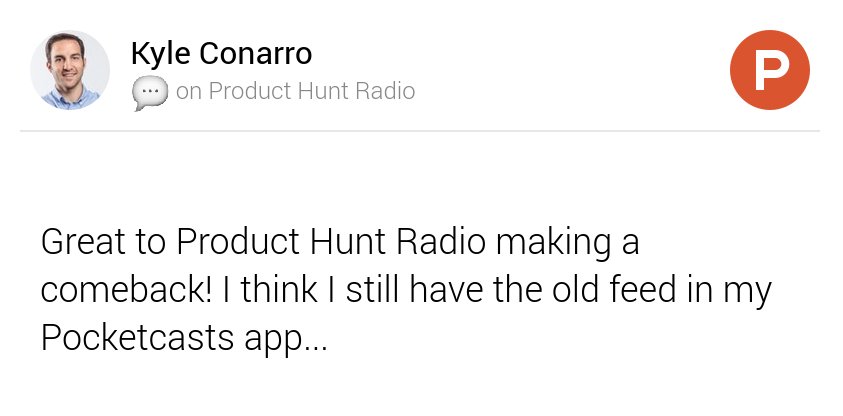 Kyle Conarro
💬 on Product Hunt Radio
P
Great to Product Hunt Radio making a
comeback! I think I still have the old feed in my
Pocketcasts app...